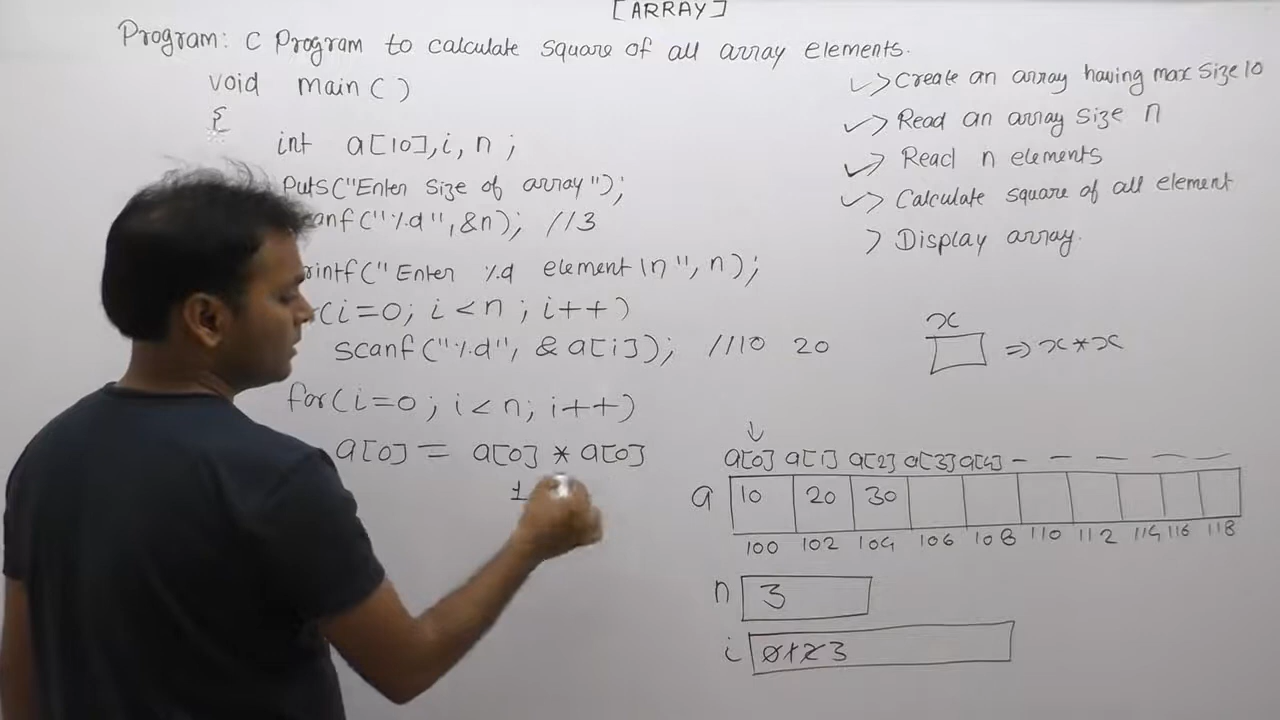 [ARRAY]
Program: C Program to calculate square of all array elements.
void main( )
{
int a[10],i, n ;
Puts("Enter Size of array");
canf("%d",&n); //3
rintf("Enter %d element \n", n);
(i=0; i<n ; i++)
scanf("%d", & a[i]); //10 20
for(i=0 ; i<n; i++)
a[0] = a[0] * a[0]
1
✓> Create an array having max size 10
✓> Read an array size n
✓> Read n elements
✓> Calculate square of all element
> Display array.
x
=> x*x
a[0] a[1] a[2] a[3] a[4] – – – – –
a 10 20 30
100 102 104 106 108 110 112 114 116 118
n 3
i 0 1 2 3